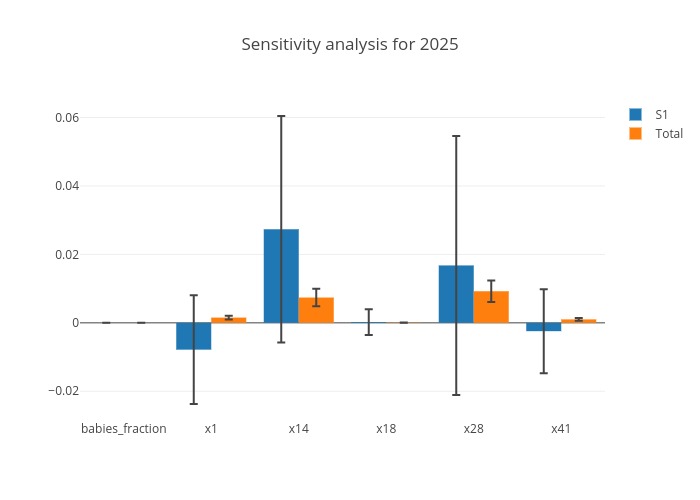 Sensitivity analysis for 2025
S1
Total
0.06
0.04
0.02
0
−0.02
babies_fraction x1 x14 x18 x28 x41